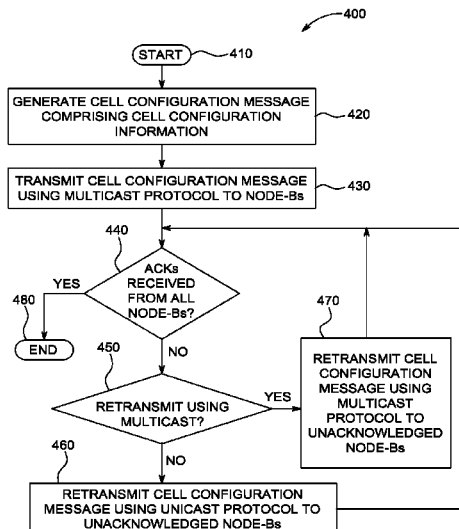 400
START
410
GENERATE CELL CONFIGURATION MESSAGE
COMPRISING CELL CONFIGURATION
INFORMATION
420
TRANSMIT CELL CONFIGURATION MESSAGE
USING MULTICAST PROTOCOL TO NODE-Bs
430
440
ACKs
RECEIVED
FROM ALL
NODE-Bs?
YES
480
END
NO
450
RETRANSMIT USING
MULTICAST?
YES
470
RETRANSMIT CELL
CONFIGURATION
MESSAGE USING
MULTICAST
PROTOCOL TO
UNACKNOWLEDGED
NODE-Bs
NO
460
RETRANSMIT CELL CONFIGURATION
MESSAGE USING UNICAST PROTOCOL TO
UNACKNOWLEDGED NODE-Bs